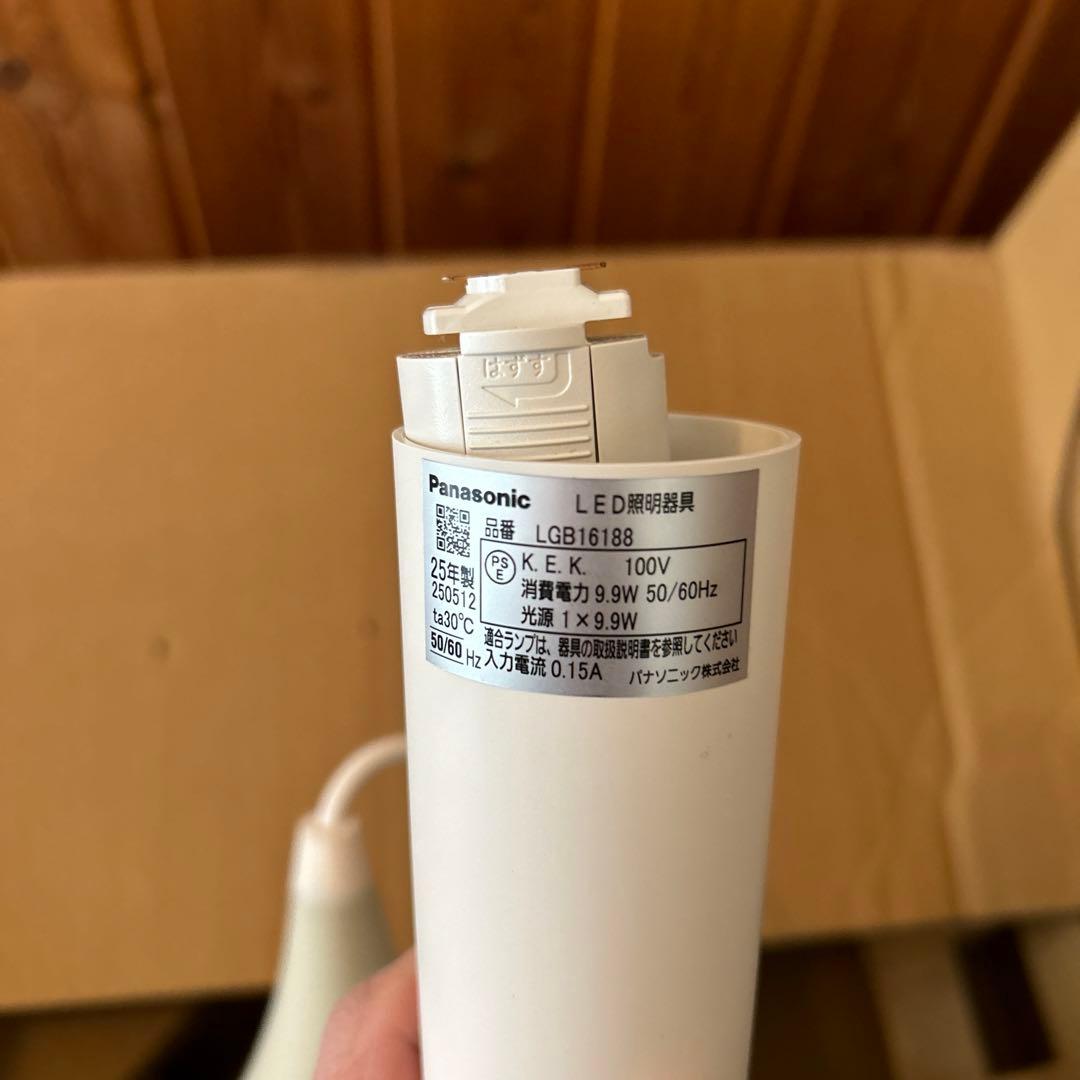 はずす
Panasonic LED照明器具
品番 LGB16188
PS E K. E. K. 100V
25年製
250512
消費電力 9.9W 50/60Hz
光源 1×9.9W
ta30℃
適合ランプは、器具の取扱説明書を参照してください
50/60 Hz
入力電流 0.15A パナソニック株式会社